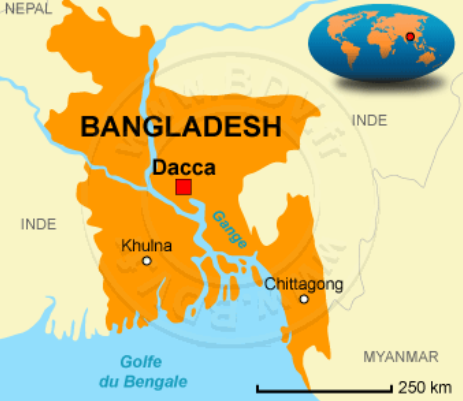 NEPAL
BANGLADESH
INDE
Dacca
Gange
INDE
Khulna
Chittagong
Golfe
du Bengale
MYANMAR
250 km